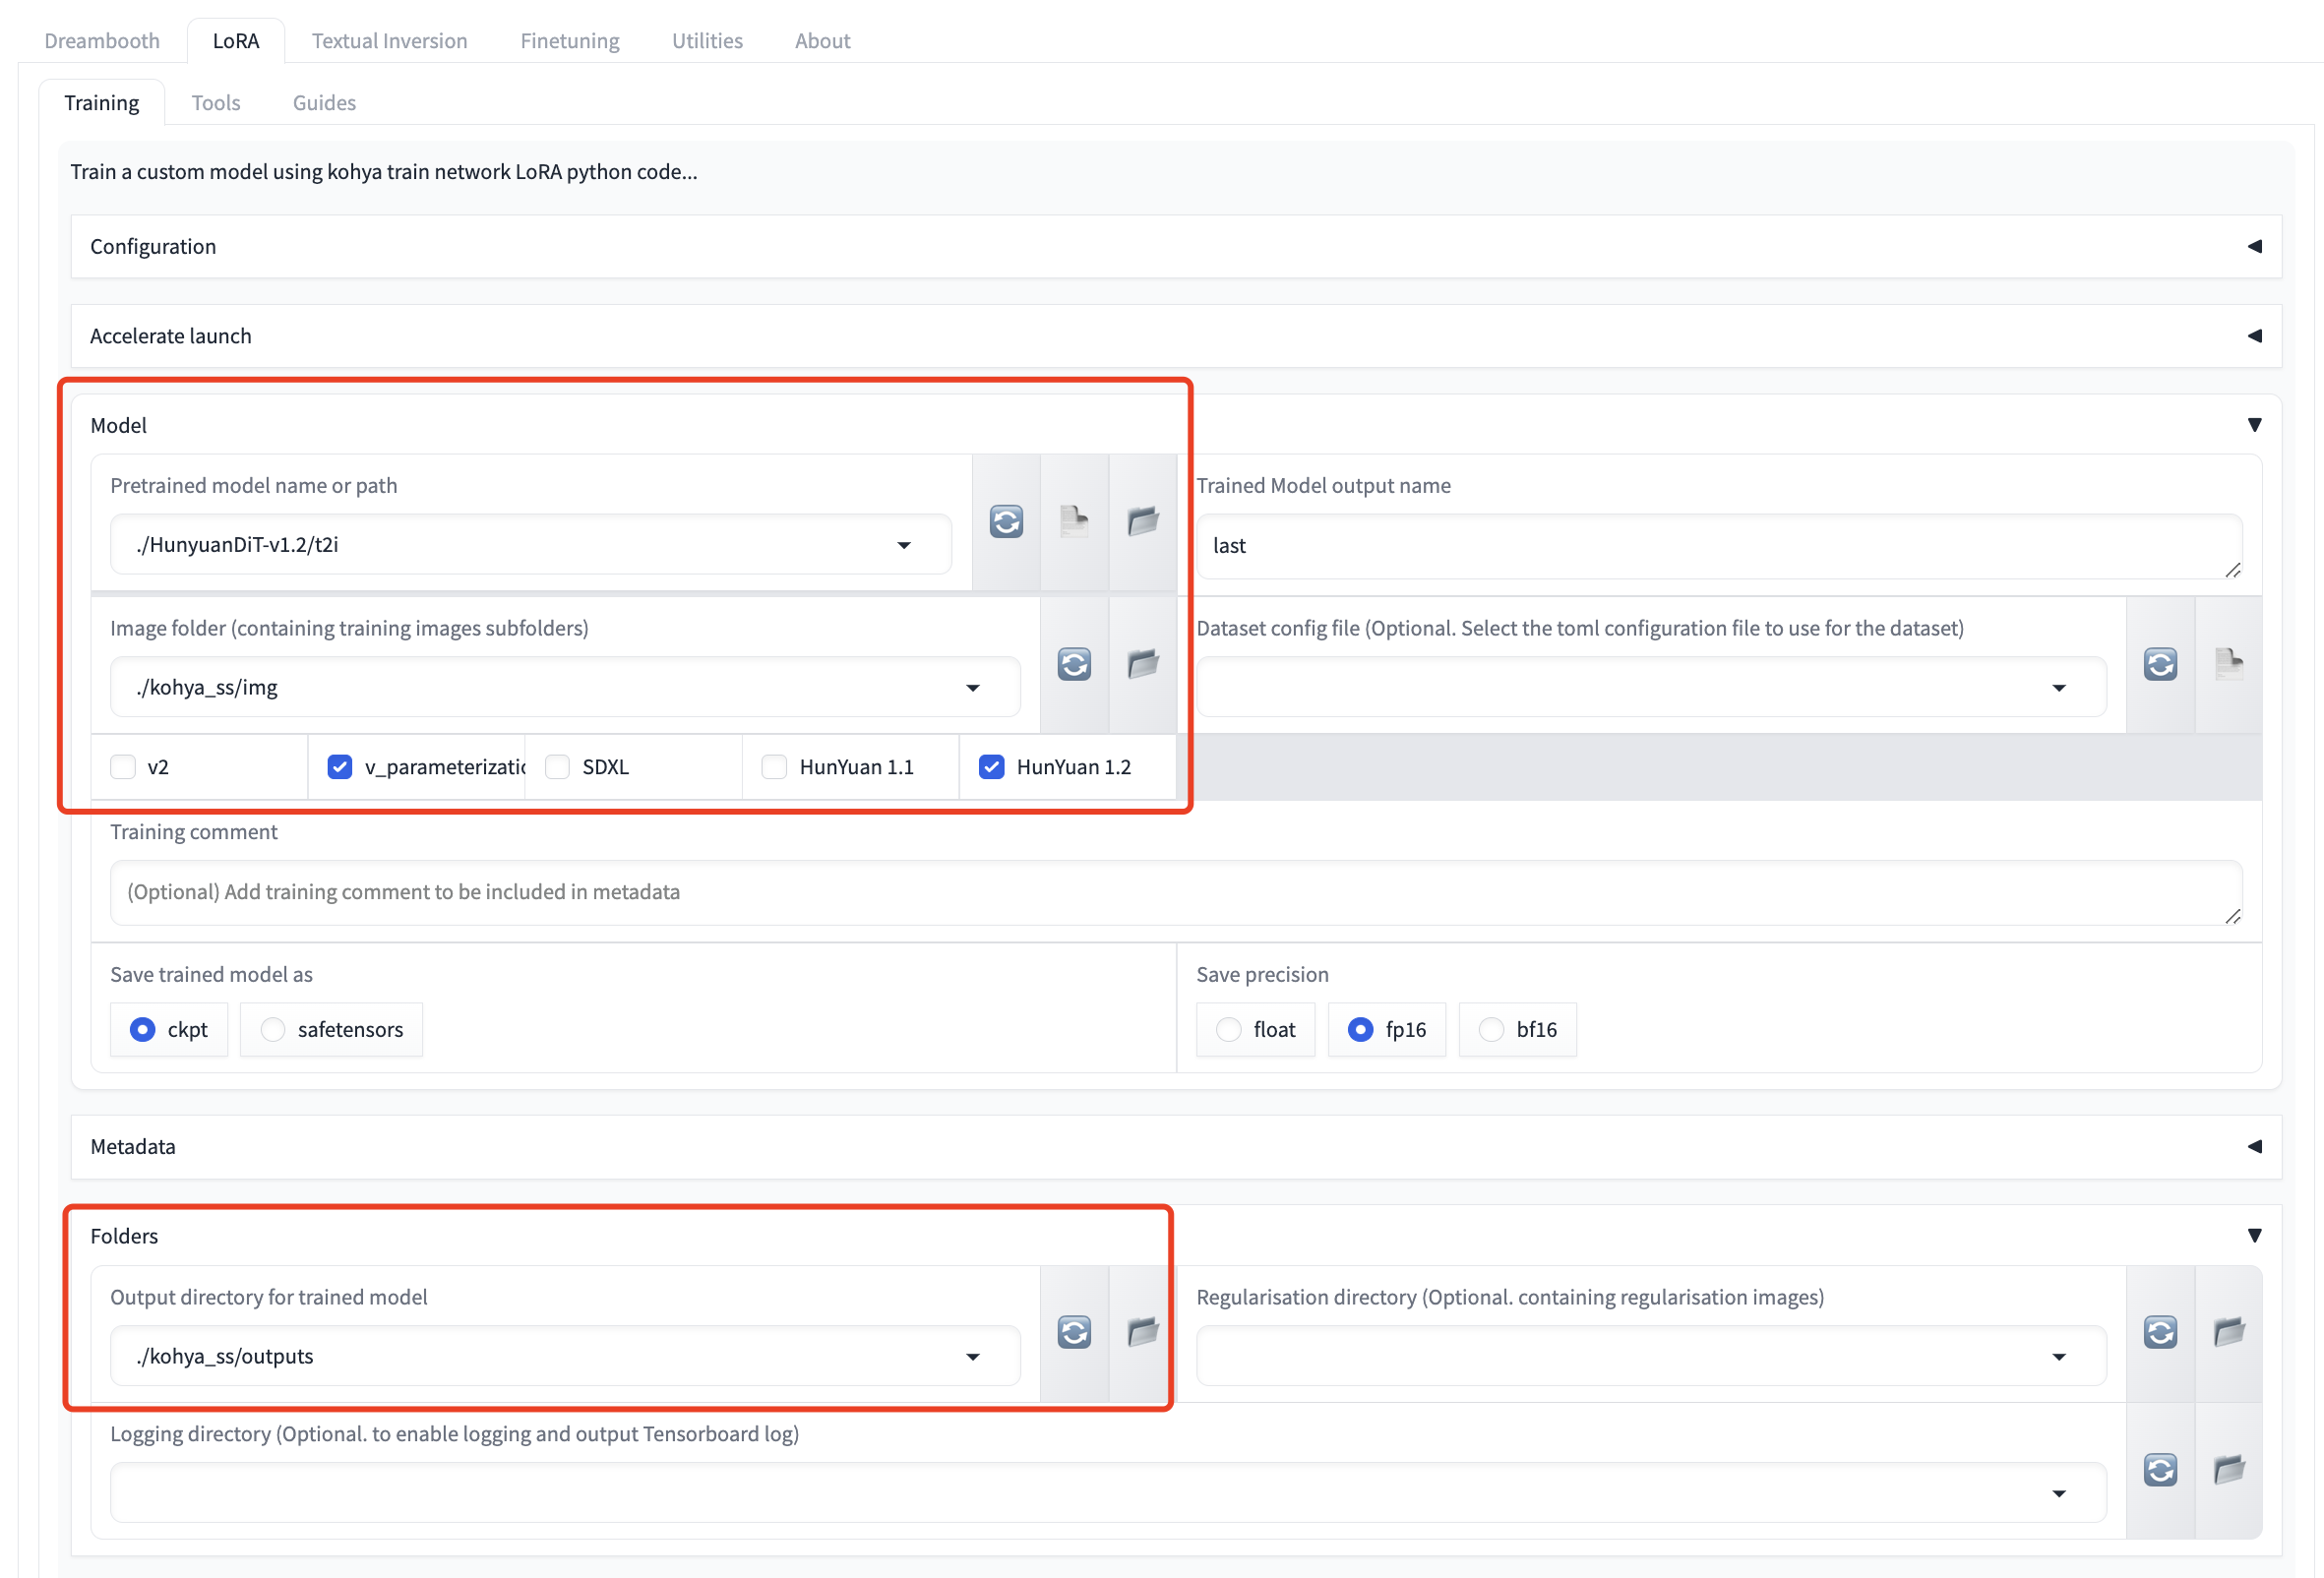 Dreambooth LoRA Textual Inversion Finetuning Utilities About
Training Tools Guides
Train a custom model using kohya train network LoRA python code...
Configuration
Accelerate launch
Model
Pretrained model name or path
./HunyuanDiT-v1.2/t2i
Trained Model output name
last
Image folder (containing training images subfolders)
./kohya_ss/img
Dataset config file (Optional. Select the toml configuration file to use for the dataset)
v2 v_parameterizatic SDXL HunYuan 1.1 HunYuan 1.2
Training comment
(Optional) Add training comment to be included in metadata
Save trained model as
ckpt safetensors
Save precision
float fp16 bf16
Metadata
Folders
Output directory for trained model
./kohya_ss/outputs
Regularisation directory (Optional. containing regularisation images)
Logging directory (Optional. to enable logging and output Tensorboard log)